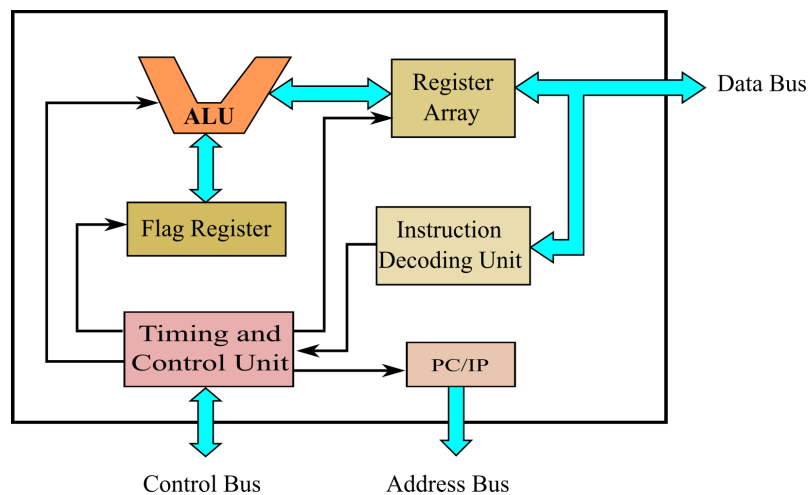 ALU
Register
Array
Data Bus
Flag Register
Instruction
Decoding Unit
Timing and
Control Unit
PC/IP
Control Bus
Address Bus